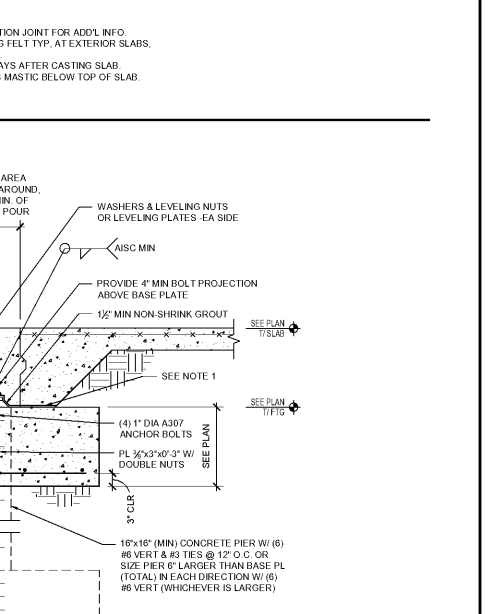 TION JOINT FOR ADD'L INFO.
G FELT TYP, AT EXTERIOR SLABS,
AYS AFTER CASTING SLAB.
MASTIC BELOW TOP OF SLAB.
AREA
AROUND,
IN. OF
POUR
WASHERS & LEVELING NUTS
OR LEVELING PLATES -EA SIDE
AISC MIN
PROVIDE 4" MIN BOLT PROJECTION
ABOVE BASE PLATE
1½" MIN NON-SHRINK GROUT
SEE PLAN
T/ SLAB
SEE NOTE 1
SEE PLAN
T/ FTG
(4) 1" DIA A307
ANCHOR BOLTS
SEE PLAN
PL ⅜"x3"x0'-3" W/
DOUBLE NUTS
3" CLR
16"x16" (MIN) CONCRETE PIER W/ (6)
#6 VERT & #3 TIES @ 12" O.C. OR
SIZE PIER 6" LARGER THAN BASE PL
(TOTAL) IN EACH DIRECTION W/ (6)
#6 VERT (WHICHEVER IS LARGER)